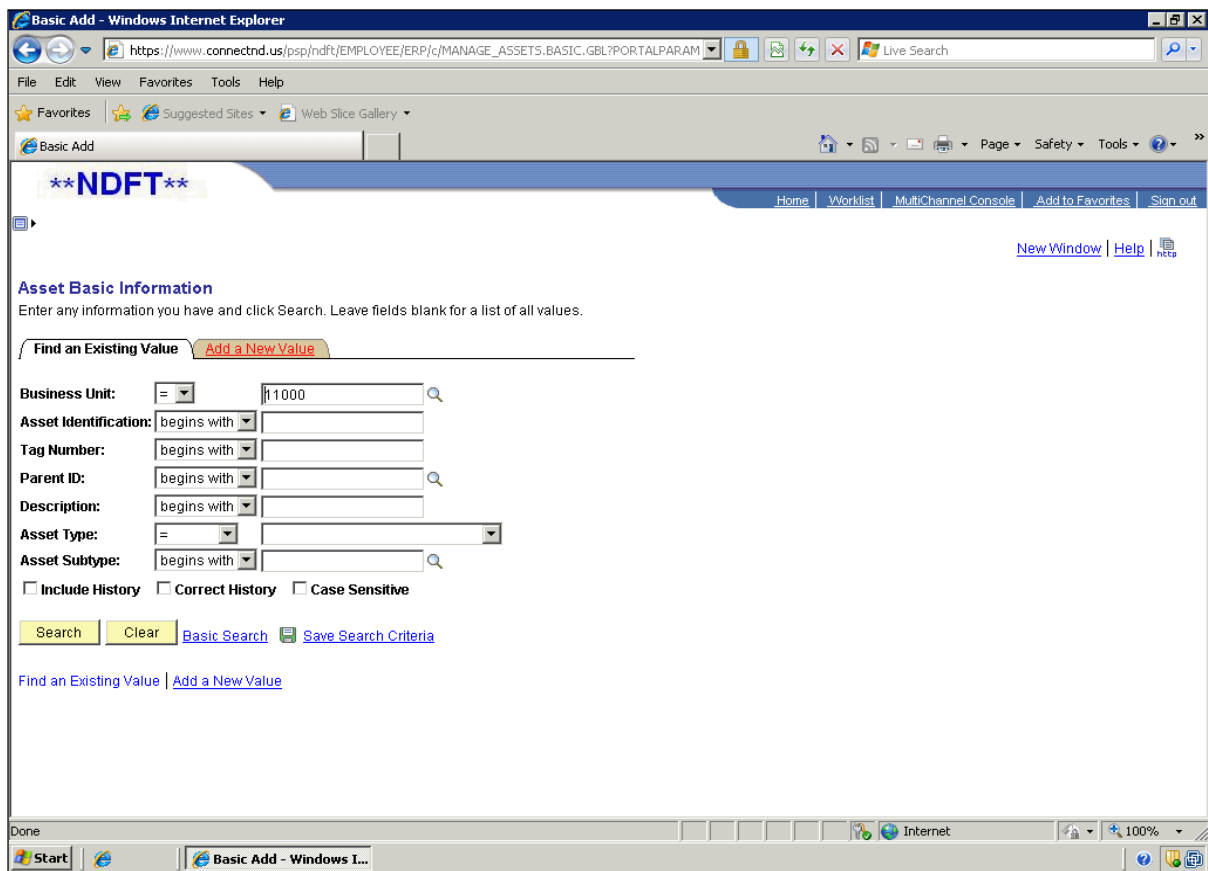 Basic Add - Windows Internet Explorer
https://www.connectnd.us/psp/ndft/EMPLOYEE/ERP/c/MANAGE_ASSETS.BASIC.GBL?PORTALPARAM
Live Search
File Edit View Favorites Tools Help
Favorites Suggested Sites Web Slice Gallery
Basic Add
Page Safety Tools »
**NDFT**
Home | Worklist | MultiChannel Console | Add to Favorites | Sign out
New Window | Help | http
Asset Basic Information
Enter any information you have and click Search. Leave fields blank for a list of all values.
Find an Existing Value Add a New Value
Business Unit: = 11000
Asset Identification: begins with
Tag Number: begins with
Parent ID: begins with
Description: begins with
Asset Type: =
Asset Subtype: begins with
Include History Correct History Case Sensitive
Search Clear Basic Search Save Search Criteria
Find an Existing Value | Add a New Value
Done Internet 100%
Start Basic Add - Windows I...